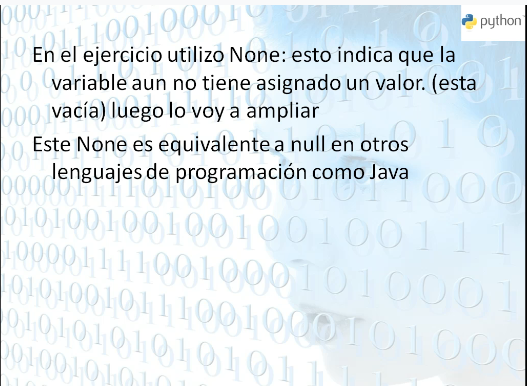 python
En el ejercicio utilizo None: esto indica que la
variable aun no tiene asignado un valor. (esta
vacía) luego lo voy a ampliar
Este None es equivalente a null en otros
lenguajes de programación como Java